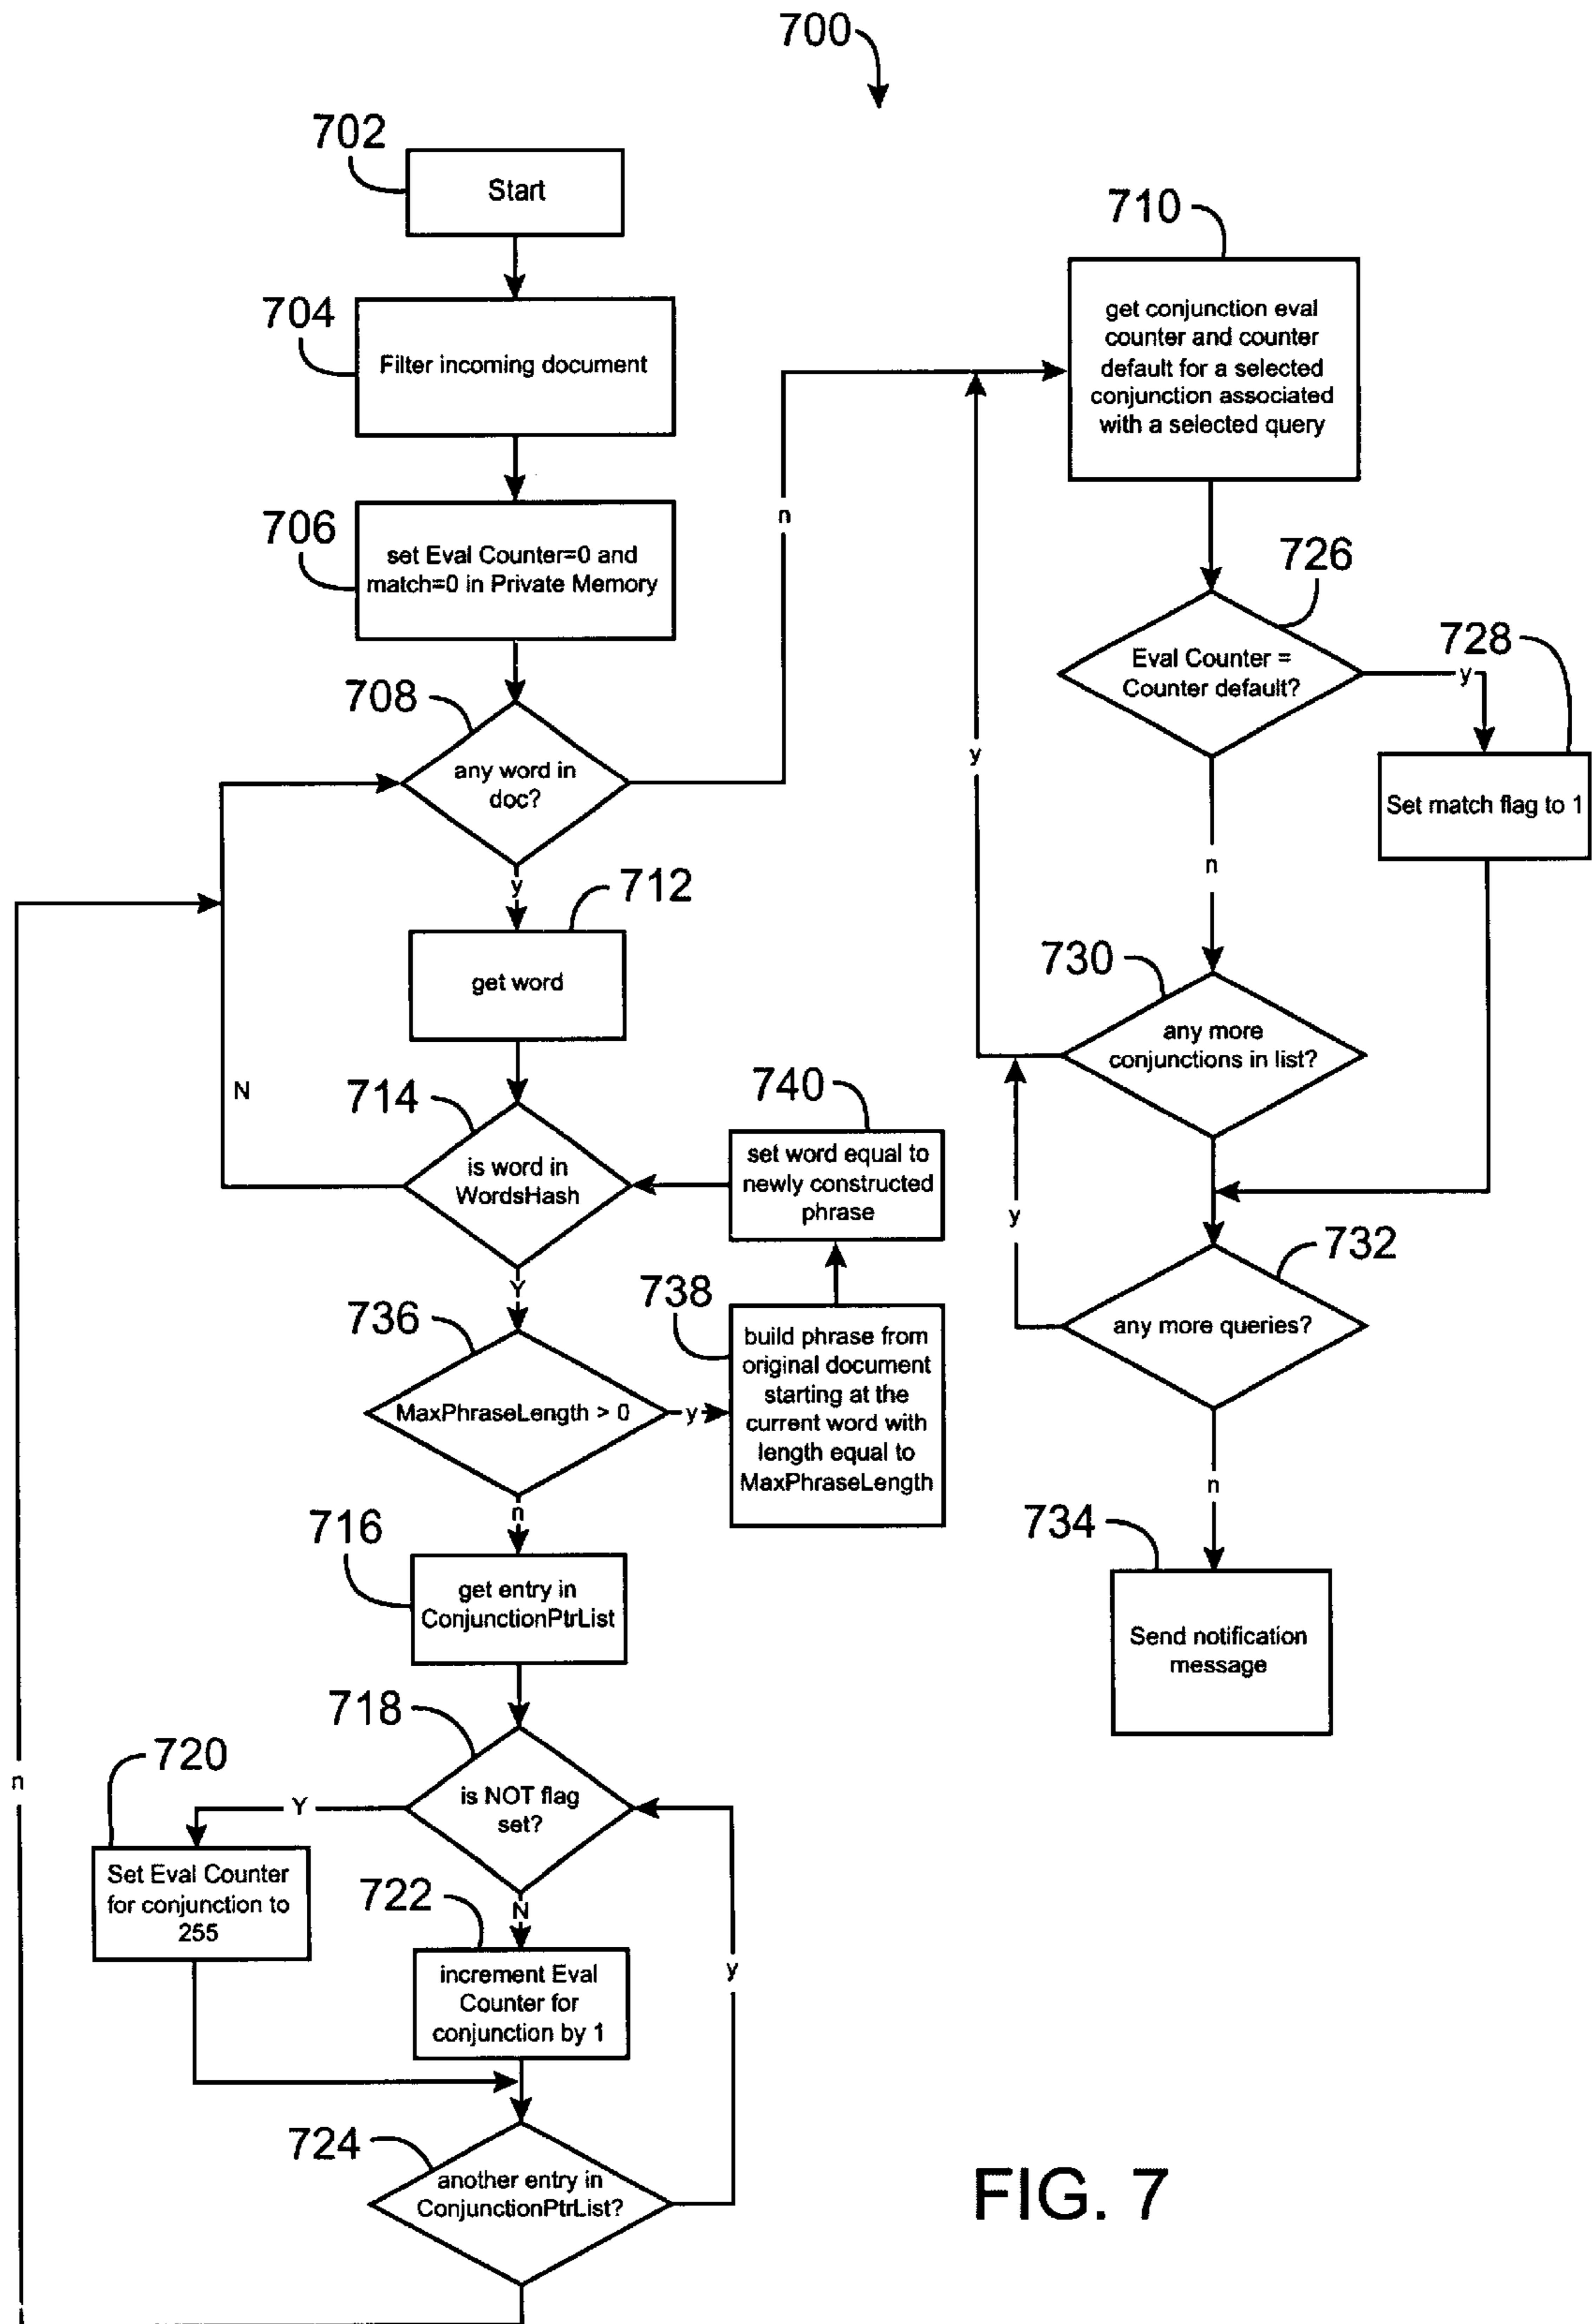 700
702
Start
704
Filter incoming document
706
set Eval Counter=0 and
match=0 in Private Memory
708
any word in
doc?
n
y
712
get word
N
714
is word in
WordsHash
740
set word equal to
newly constructed
phrase
Y
736
MaxPhraseLength > 0
y
738
build phrase from
original document
starting at the
current word with
length equal to
MaxPhraseLength
n
716
get entry in
ConjunctionPtrList
718
is NOT flag
set?
Y
720
Set Eval Counter
for conjunction to
255
N
722
increment Eval
Counter for
conjunction by 1
y
724
another entry in
ConjunctionPtrList?
n
710
get conjunction eval
counter and counter
default for a selected
conjunction associated
with a selected query
726
Eval Counter =
Counter default?
y
728
Set match flag to 1
n
730
any more
conjunctions in list?
y
732
any more queries?
y
n
734
Send notification
message
FIG. 7